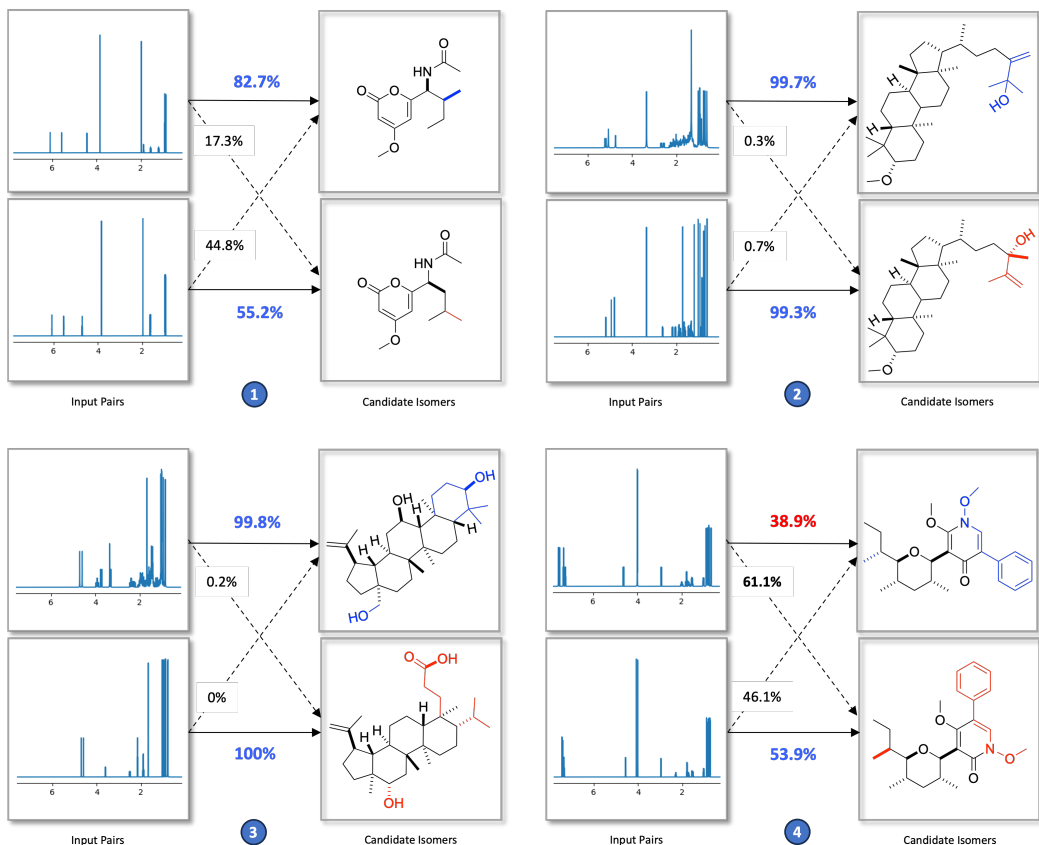 82.7%
17.3%
44.8%
55.2%
6 4 2
6 4 2
O
HN
O O
O
O
HN
O O
O
Input Pairs
1
Candidate Isomers
99.7%
0.3%
0.7%
99.3%
6 4 2
6 4 2
H
HO
H
O
OH
H
H
O
Input Pairs
2
Candidate Isomers
99.8%
0.2%
0%
100%
6 4 2
6 4 2
OH
OH
H
H
H
H
HO
O
OH
H
H
H
OH
Input Pairs
3
Candidate Isomers
38.9%
61.1%
46.1%
53.9%
6 4 2
6 4 2
O
O
N
O
O
O
O
N
O
O
Input Pairs
4
Candidate Isomers